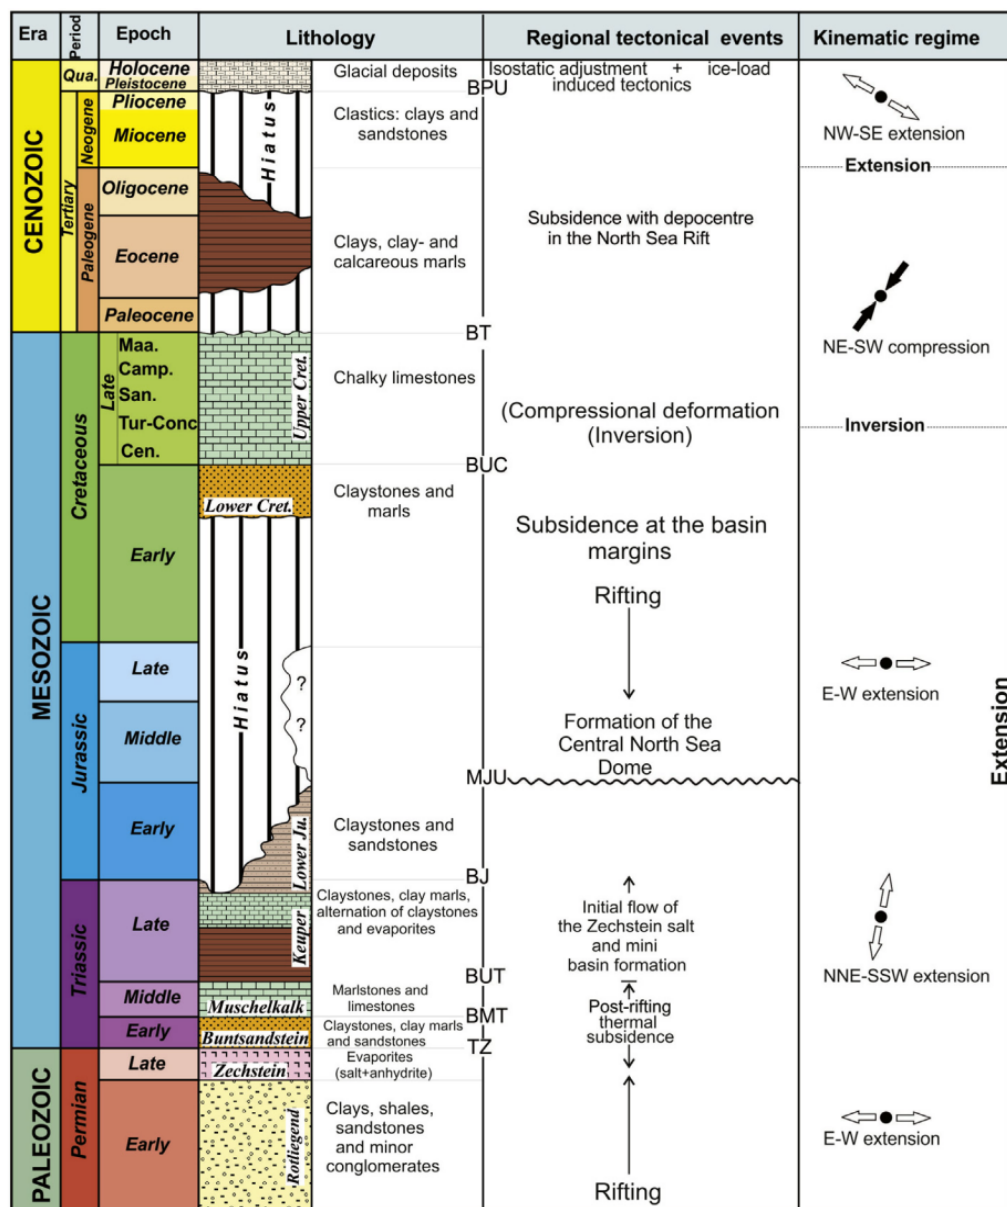 Era
Period
Epoch
Lithology
Regional tectonical events
Kinematic regime
CENOZOIC
Qua.
Holocene
Pleistocene
Glacial deposits
BPU
Isostatic adjustment + ice-load
induced tectonics
Tertiary
Neogene
Pliocene
Miocene
Hiatus
Clastics: clays and
sandstones
NW-SE extension
Extension
Paleogene
Oligocene
Eocene
Paleocene
Clays, clay- and
calcareous marls
Subsidence with depocentre
in the North Sea Rift
BT
NE-SW compression
MESOZOIC
Cretaceous
Late
Maa.
Camp.
San.
Tur-Conc
Cen.
Upper Cret.
Chalky limestones
(Compressional deformation
(Inversion)
Inversion
BUC
Early
Lower Cret.
Claystones and
marls
Subsidence at the basin
margins
Rifting
Hiatus
Jurassic
Late
?
Middle
?
Formation of the
Central North Sea
Dome
MJU
E-W extension
Extension
Early
Lower Ju.
Claystones and
sandstones
BJ
Triassic
Late
Keuper
Claystones, clay marls,
alternation of claystones
and evaporites
Initial flow of
the Zechstein salt
and mini
basin formation
BUT
NNE-SSW extension
Middle
Muschelkalk
Marlstones and
limestones
BMT
Post-rifting
thermal
subsidence
Early
Buntsandstein
Claystones, clay marls
and sandstones
TZ
PALEOZOIC
Permian
Late
Zechstein
Evaporites
(salt+anhydrite)
Early
Rotliegend
Clays, shales,
sandstones
and minor
conglomerates
Rifting
E-W extension